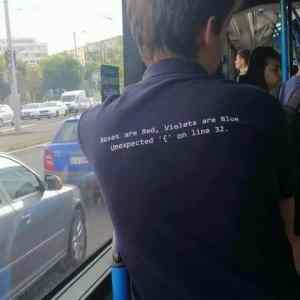 Roses are Red, Violets are Blue
Unexpected '{' on line 32.